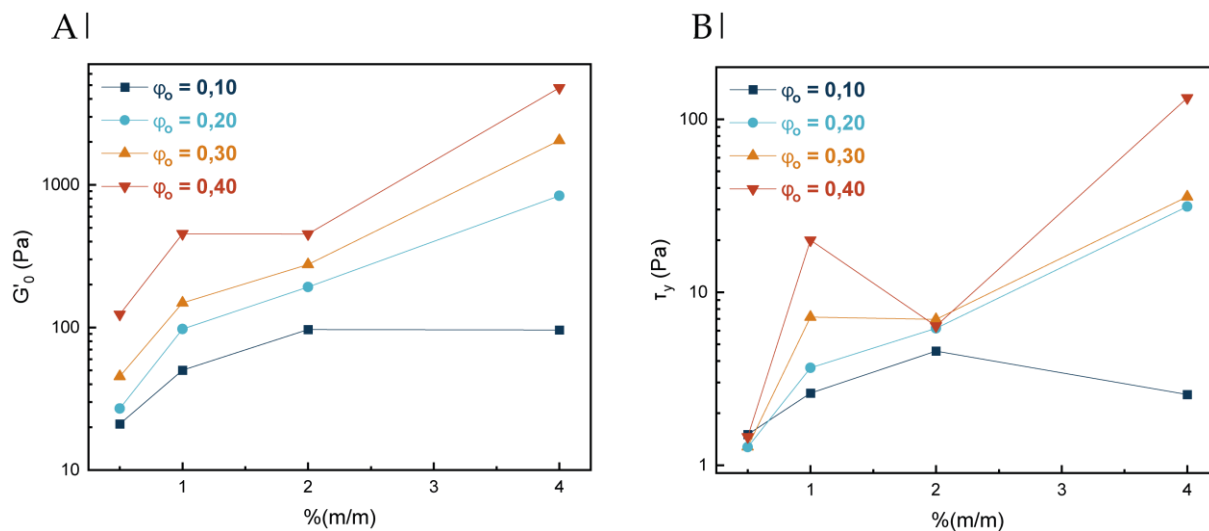 A|
φₒ = 0,10
φₒ = 0,20
φₒ = 0,30
φₒ = 0,40
1000
100
10
G'₀ (Pa)
1 2 3 4
%(m/m)
B|
φₒ = 0,10
φₒ = 0,20
φₒ = 0,30
φₒ = 0,40
100
10
1
τᵧ (Pa)
1 2 3 4
%(m/m)